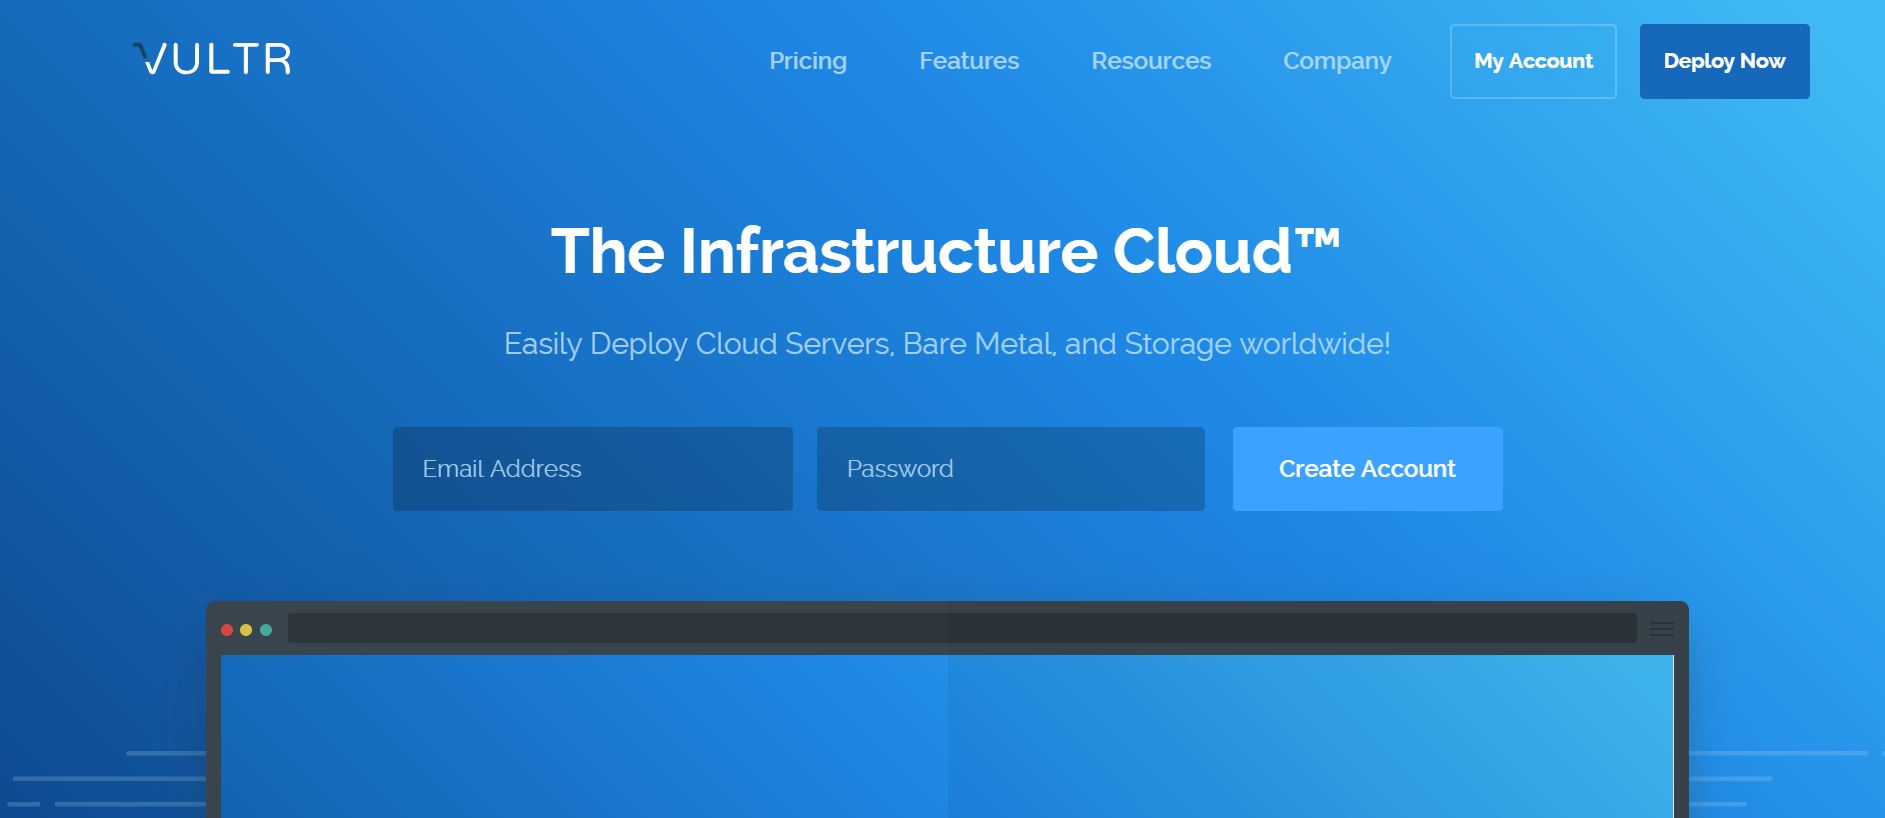 VULTR
Pricing
Features
Resources
Company
My Account
Deploy Now
The Infrastructure Cloud™
Easily Deploy Cloud Servers, Bare Metal, and Storage worldwide!
Email Address
Password
Create Account